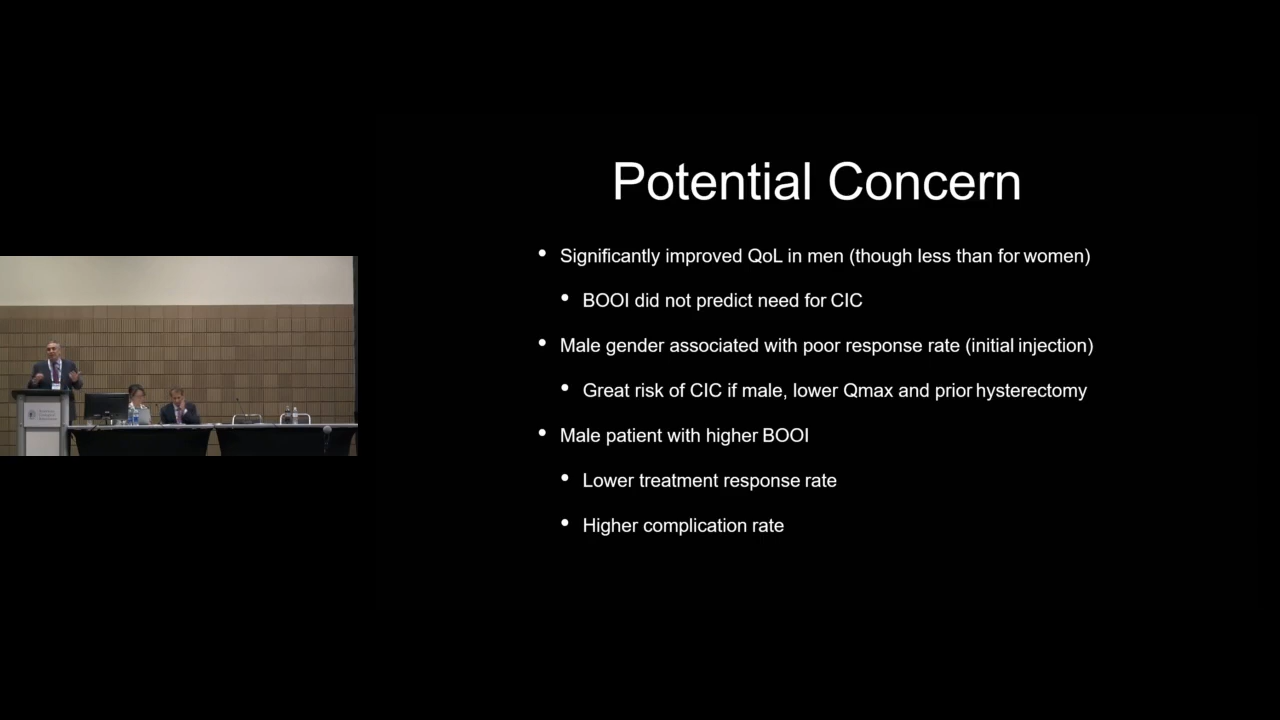 Potential Concern
• Significantly improved QoL in men (though less than for women)
• BOOI did not predict need for CIC
• Male gender associated with poor response rate (initial injection)
• Great risk of CIC if male, lower Qmax and prior hysterectomy
• Male patient with higher BOOI
• Lower treatment response rate
• Higher complication rate